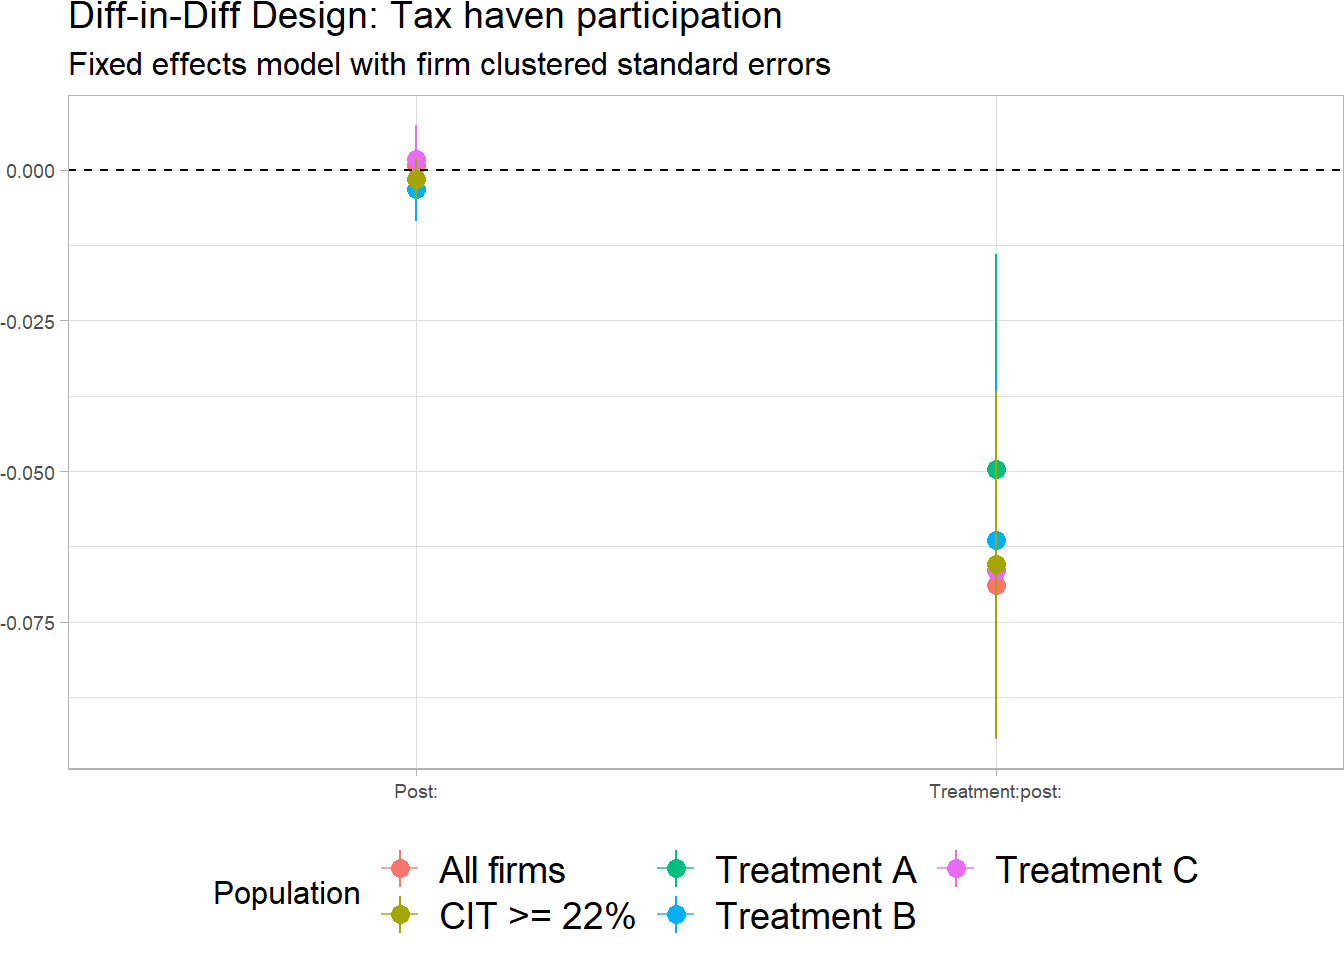 Diff-in-Diff Design: Tax haven participation
Fixed effects model with firm clustered standard errors
0.000
-0.025
-0.050
-0.075
Post: Treatment:post:
Population
All firms Treatment A Treatment C
CIT >= 22% Treatment B